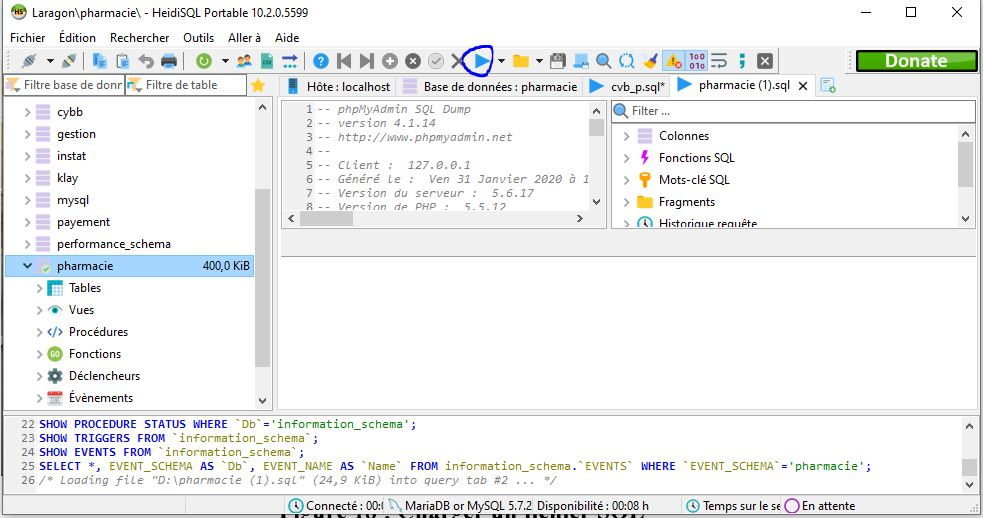 Laragon\pharmacie\ - HeidiSQL Portable 10.2.0.5599
Fichier Édition Rechercher Outils Aller à Aide
Donate
Filtre base de donn Filtre de table Hôte : localhost Base de données : pharmacie cvb_p.sql* pharmacie (1).sql
cybb
gestion
instat
klay
mysql
payement
performance_schema
pharmacie 400,0 KiB
Tables
Vues
Procédures
Fonctions
Déclencheurs
Évènements
1 -- phpMyAdmin SQL Dump
2 -- version 4.1.14
3 -- http://www.phpmyadmin.net
4 --
5 -- Client : 127.0.0.1
6 -- Généré le : Ven 31 Janvier 2020 à 1
7 -- Version du serveur : 5.6.17
8 -- Version de PHP : 5.5.12
Filter ...
Colonnes
Fonctions SQL
Mots-clé SQL
Fragments
Historique requête
22 SHOW PROCEDURE STATUS WHERE `Db`='information_schema';
23 SHOW TRIGGERS FROM `information_schema`;
24 SHOW EVENTS FROM `information_schema`;
25 SELECT *, EVENT_SCHEMA AS `Db`, EVENT_NAME AS `Name` FROM information_schema.`EVENTS` WHERE `EVENT_SCHEMA`='pharmacie';
26 /* Loading file "D:\pharmacie (1).sql" (24,9 KiB) into query tab #2 ... */
Connecté : 00:0 MariaDB or MySQL 5.7.2 Disponibilité : 00:08 h Temps sur le se En attente